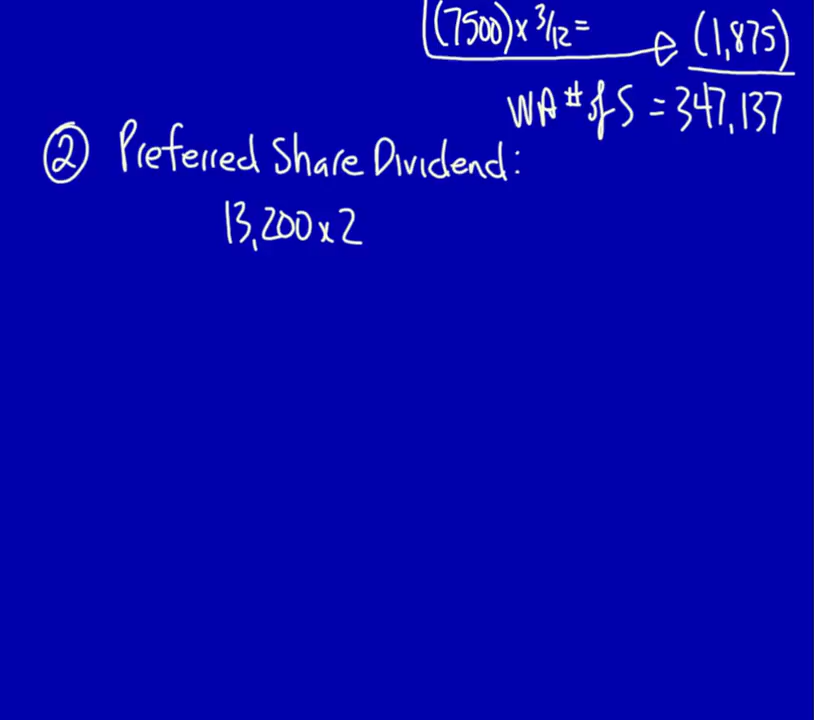 (7500) x 3/12 = (1,875)
WA # of S = 347,137
② Preferred Share Dividend:
13,200 x 2